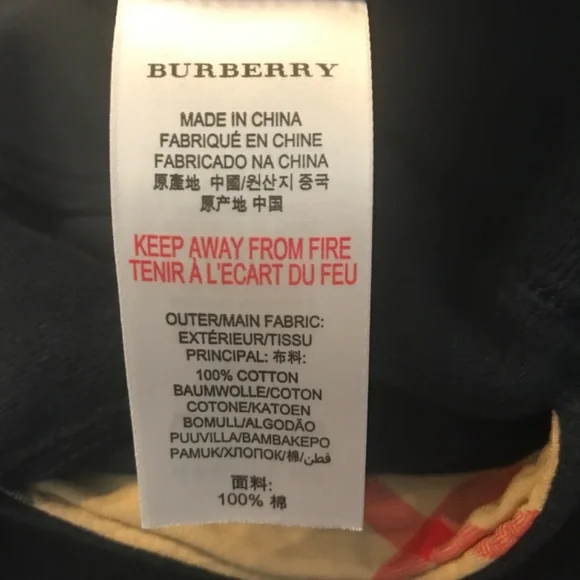 BURBERRY
MADE IN CHINA
FABRIQUÉ EN CHINE
FABRICADO NA CHINA
原產地 中國/원산지 중국
原产地 中国
KEEP AWAY FROM FIRE
TENIR À L'ECART DU FEU
OUTER/MAIN FABRIC:
EXTÉRIEUR/TISSU
PRINCIPAL: 布料:
100% COTTON
BAUMWOLLE/COTON
COTONE/KATOEN
BOMULL/ALGODÃO
PUUVILLA/BAMBAKEPO
PAMUK/ХЛОПОК/棉/قطن
面料:
100% 棉